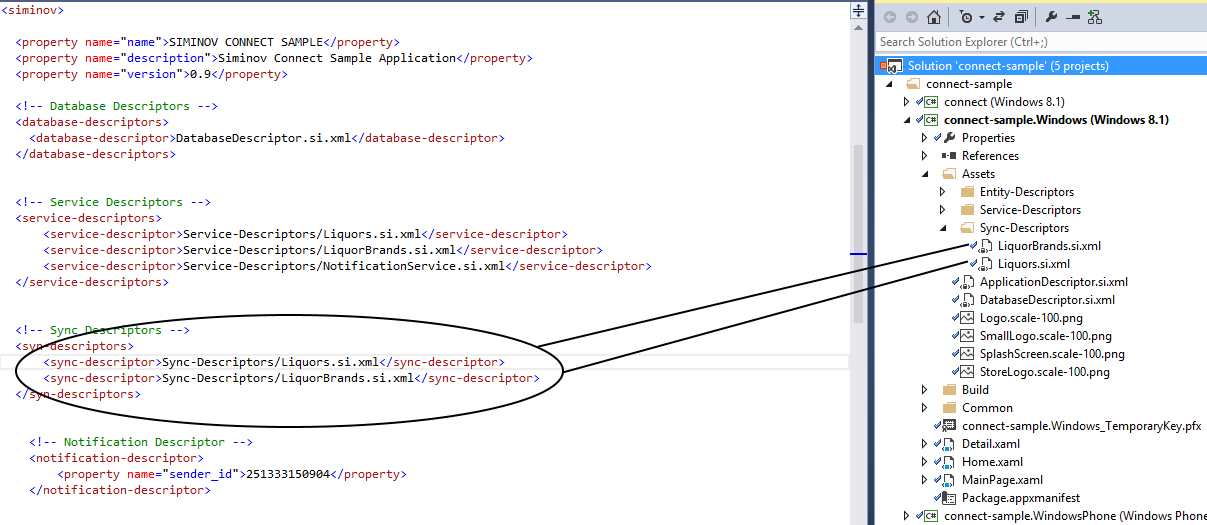 <siminov>
<property name="name">SIMINOV CONNECT SAMPLE</property>
<property name="description">Siminov Connect Sample Application</property>
<property name="version">0.9</property>
<!-- Database Descriptors -->
<database-descriptors>
<database-descriptor>DatabaseDescriptor.si.xml</database-descriptor>
</database-descriptors>
<!-- Service Descriptors -->
<service-descriptors>
<service-descriptor>Service-Descriptors/Liquors.si.xml</service-descriptor>
<service-descriptor>Service-Descriptors/LiquorBrands.si.xml</service-descriptor>
<service-descriptor>Service-Descriptors/NotificationService.si.xml</service-descriptor>
</service-descriptors>
<!-- Sync Descriptors -->
<syn-descriptors>
<sync-descriptor>Sync-Descriptors/Liquors.si.xml</sync-descriptor>
<sync-descriptor>Sync-Descriptors/LiquorBrands.si.xml</sync-descriptor>
</syn-descriptors>
<!-- Notification Descriptor -->
<notification-descriptor>
<property name="sender_id">251333150904</property>
</notification-descriptor>
Search Solution Explorer (Ctrl+;)
Solution 'connect-sample' (5 projects)
connect-sample
C# connect (Windows 8.1)
C# connect-sample.Windows (Windows 8.1)
Properties
References
Assets
Entity-Descriptors
Service-Descriptors
Sync-Descriptors
LiquorBrands.si.xml
Liquors.si.xml
ApplicationDescriptor.si.xml
DatabaseDescriptor.si.xml
Logo.scale-100.png
SmallLogo.scale-100.png
SplashScreen.scale-100.png
StoreLogo.scale-100.png
Build
Common
connect-sample.Windows_TemporaryKey.pfx
Detail.xaml
Home.xaml
MainPage.xaml
Package.appxmanifest
C# connect-sample.WindowsPhone (Windows Phone